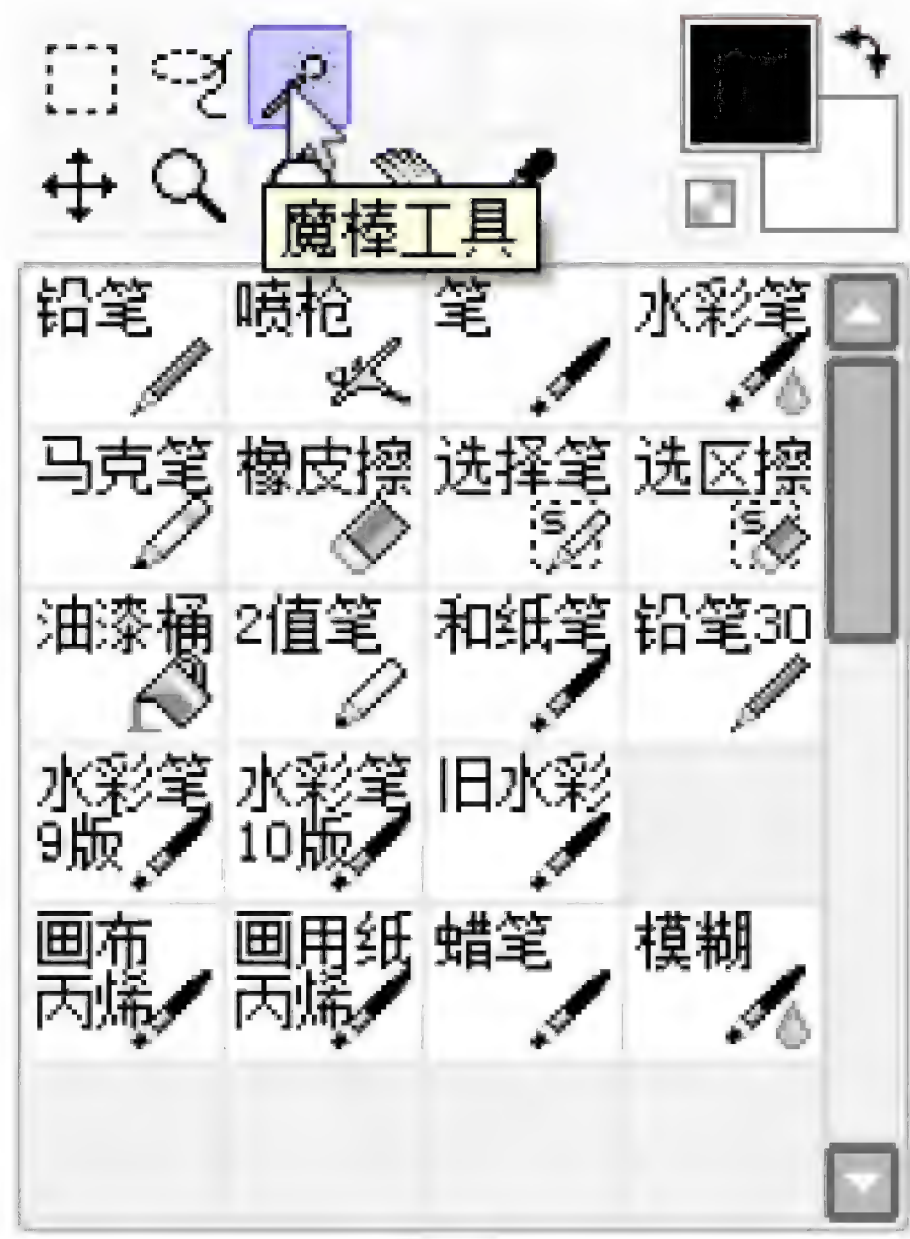 魔棒工具
铅笔
喷枪
笔
水彩笔
马克笔
橡皮擦
选择笔
选区擦
油漆桶
2值笔
和纸笔
铅笔30
水彩笔
9版
水彩笔
10版
旧水彩
画布
丙烯
画用纸
丙烯
蜡笔
模糊